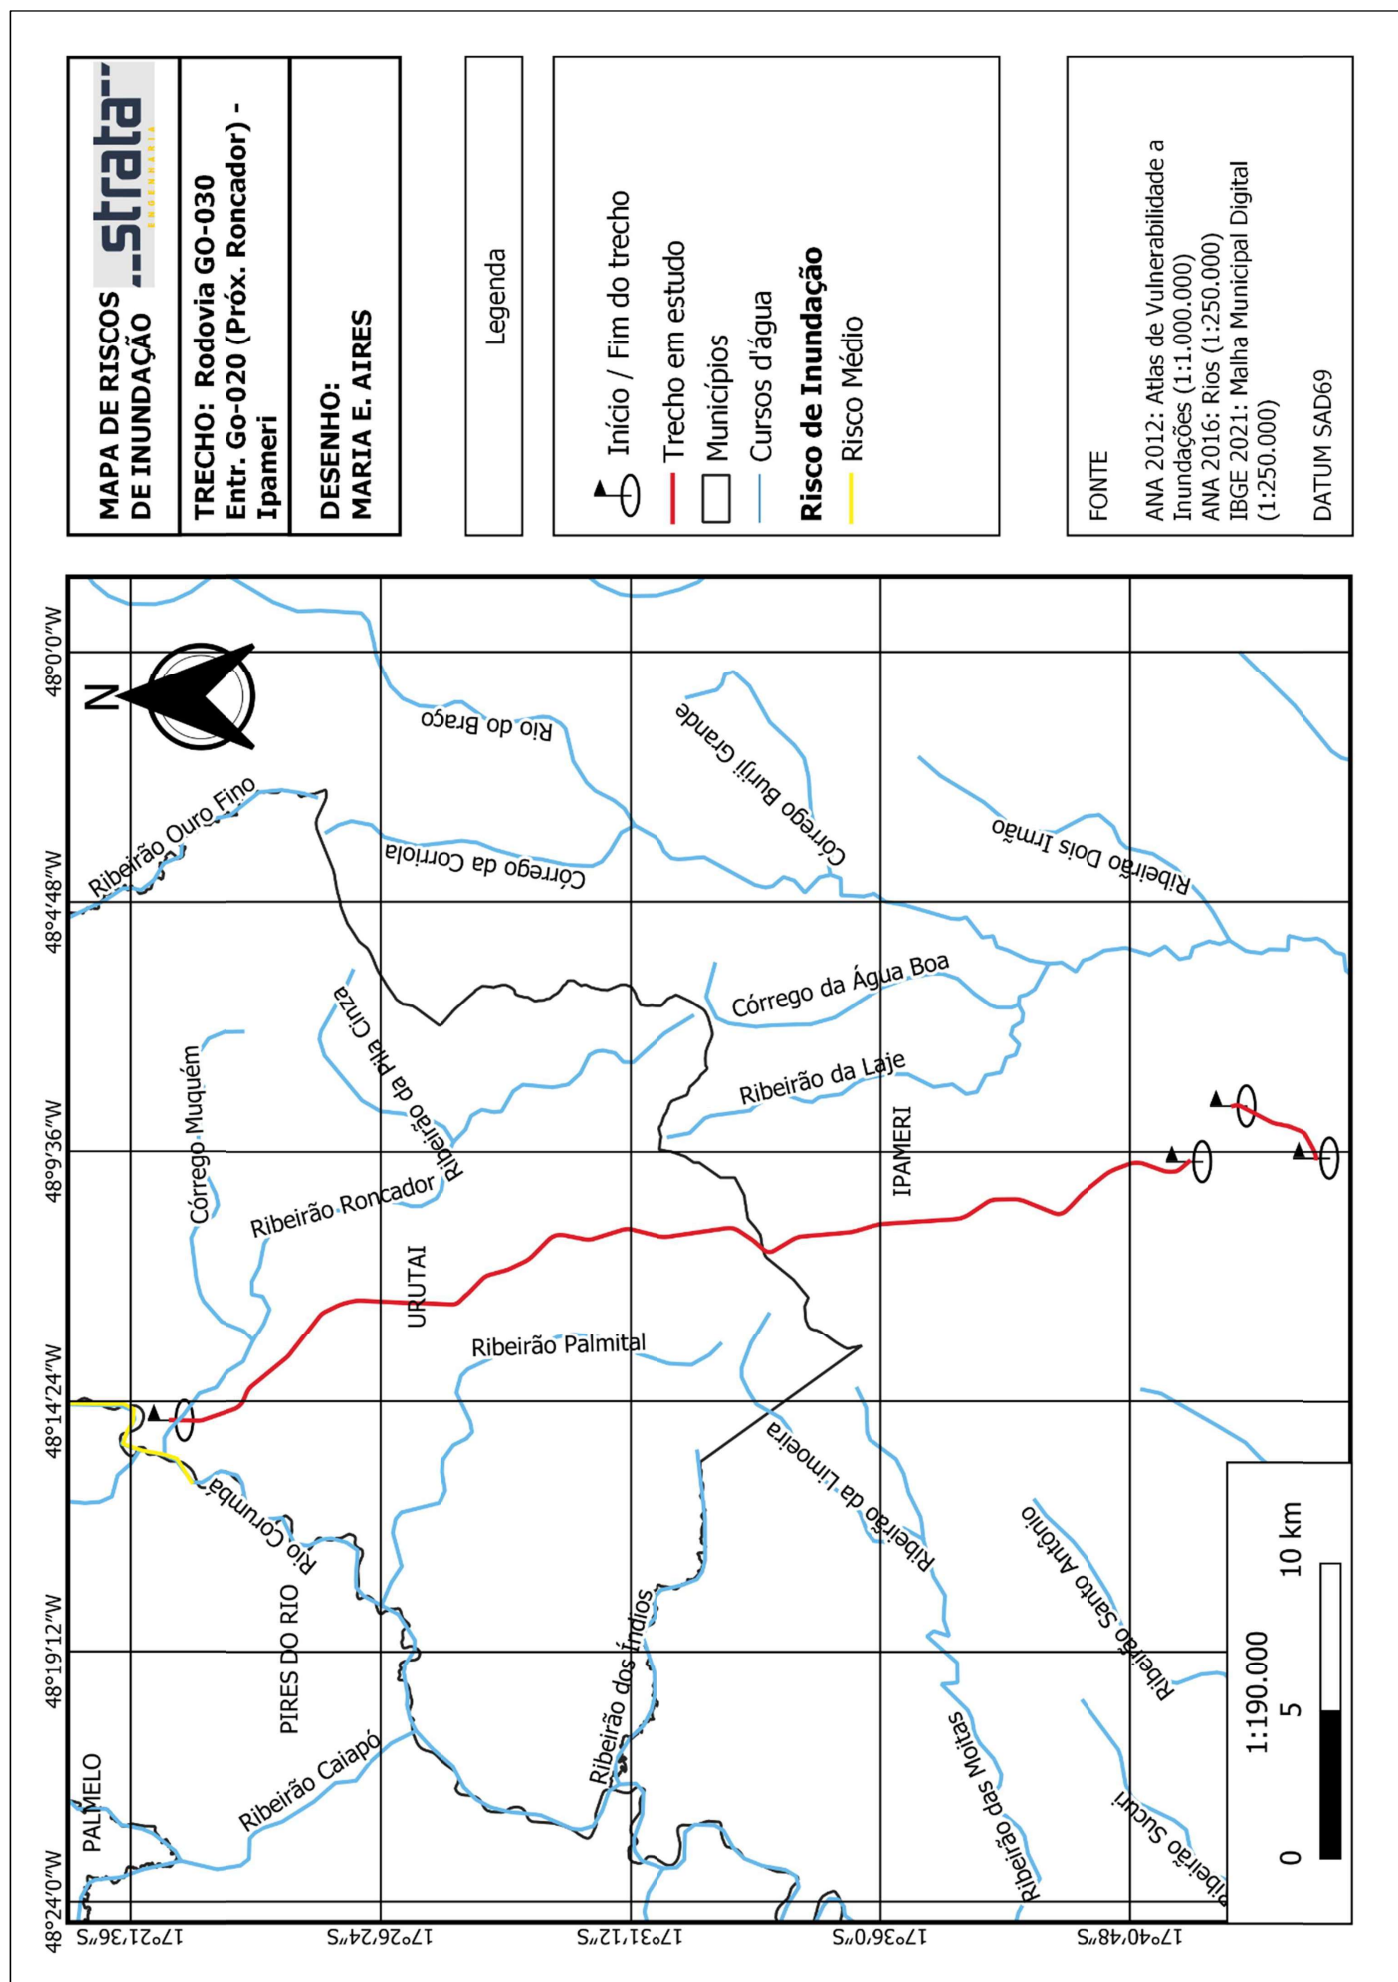 MAPA DE RISCOS
DE INUNDAÇÃO
strata
ENGENHARIA
TRECHO: Rodovia GO-030
Entr. Go-020 (Próx. Roncador) -
Ipameri
DESENHO:
MARIA E. AIRES
Legenda
Início / Fim do trecho
Trecho em estudo
Municípios
Cursos d'água
Risco de Inundação
Risco Médio
FONTE
ANA 2012: Atlas de Vulnerabilidade a
Inundações (1:1.000.000)
ANA 2016: Rios (1:250.000)
IBGE 2021: Malha Municipal Digital
(1:250.000)
DATUM SAD69
48°24'0"W
48°19'12"W
48°14'24"W
48°9'36"W
48°4'48"W
48°0'0"W
17°21'36"S
17°26'24"S
17°31'12"S
17°36'0"S
17°40'48"S
N
PALMELO
Ribeirão Caiapó
PIRES DO RIO
Rio Corumbá
Córrego Muquém
Ribeirão Roncador
Ribeirão da Pila Cinza
Ribeirão Ouro Fino
Rio do Braço
Córrego da Corriola
URUTAI
Ribeirão Palmital
Ribeirão dos Índios
Ribeirão da Limoeira
Ribeirão da Laje
Córrego da Água Boa
Córrego Buriji Grande
Ribeirão Dois Irmão
IPAMERI
Ribeirão das Moitas
Ribeirão Santo Antônio
Ribeirão Sucuri
1:190.000
0 5 10 km